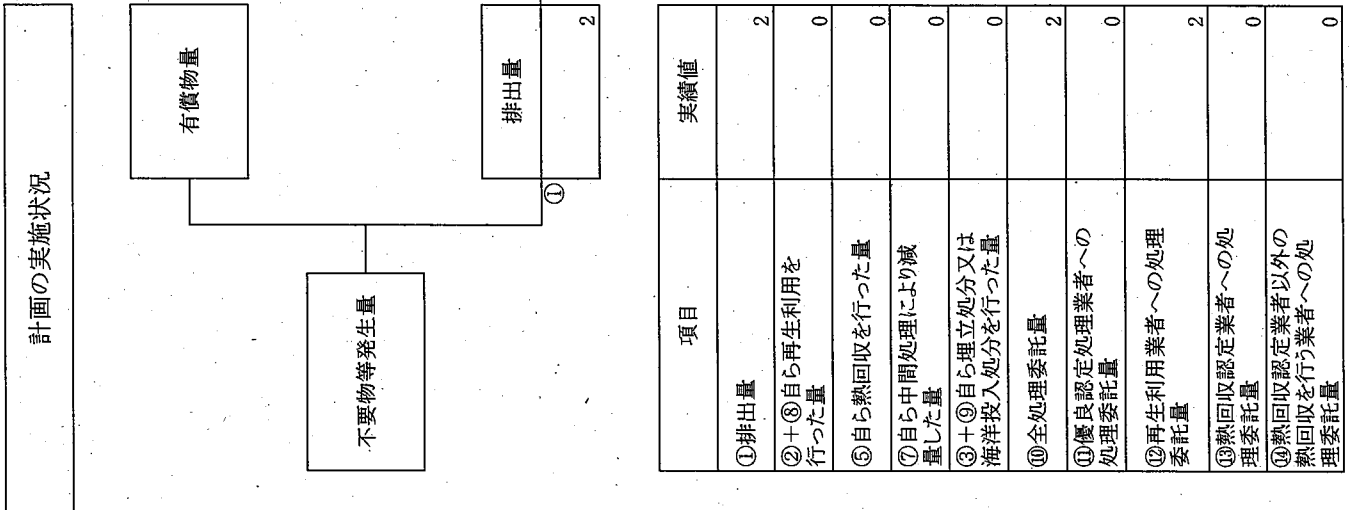 計画の実施状況
有償物量
不要物等発生量
排出量
①
2
項目
実績値
①排出量
2
②+⑧自ら再生利用を
行った量
0
⑤自ら熱回収を行った量
0
⑦自ら中間処理により減
量した量
0
③+⑨自ら埋立処分又は
海洋投入処分を行った量
0
⑩全処理委託量
2
⑪優良認定処理業者への
処理委託量
0
⑫再生利用業者への処理
委託量
2
⑬熱回収認定業者への処
理委託量
0
⑭熱回収認定業者以外の
熱回収を行う業者への処
理委託量
0